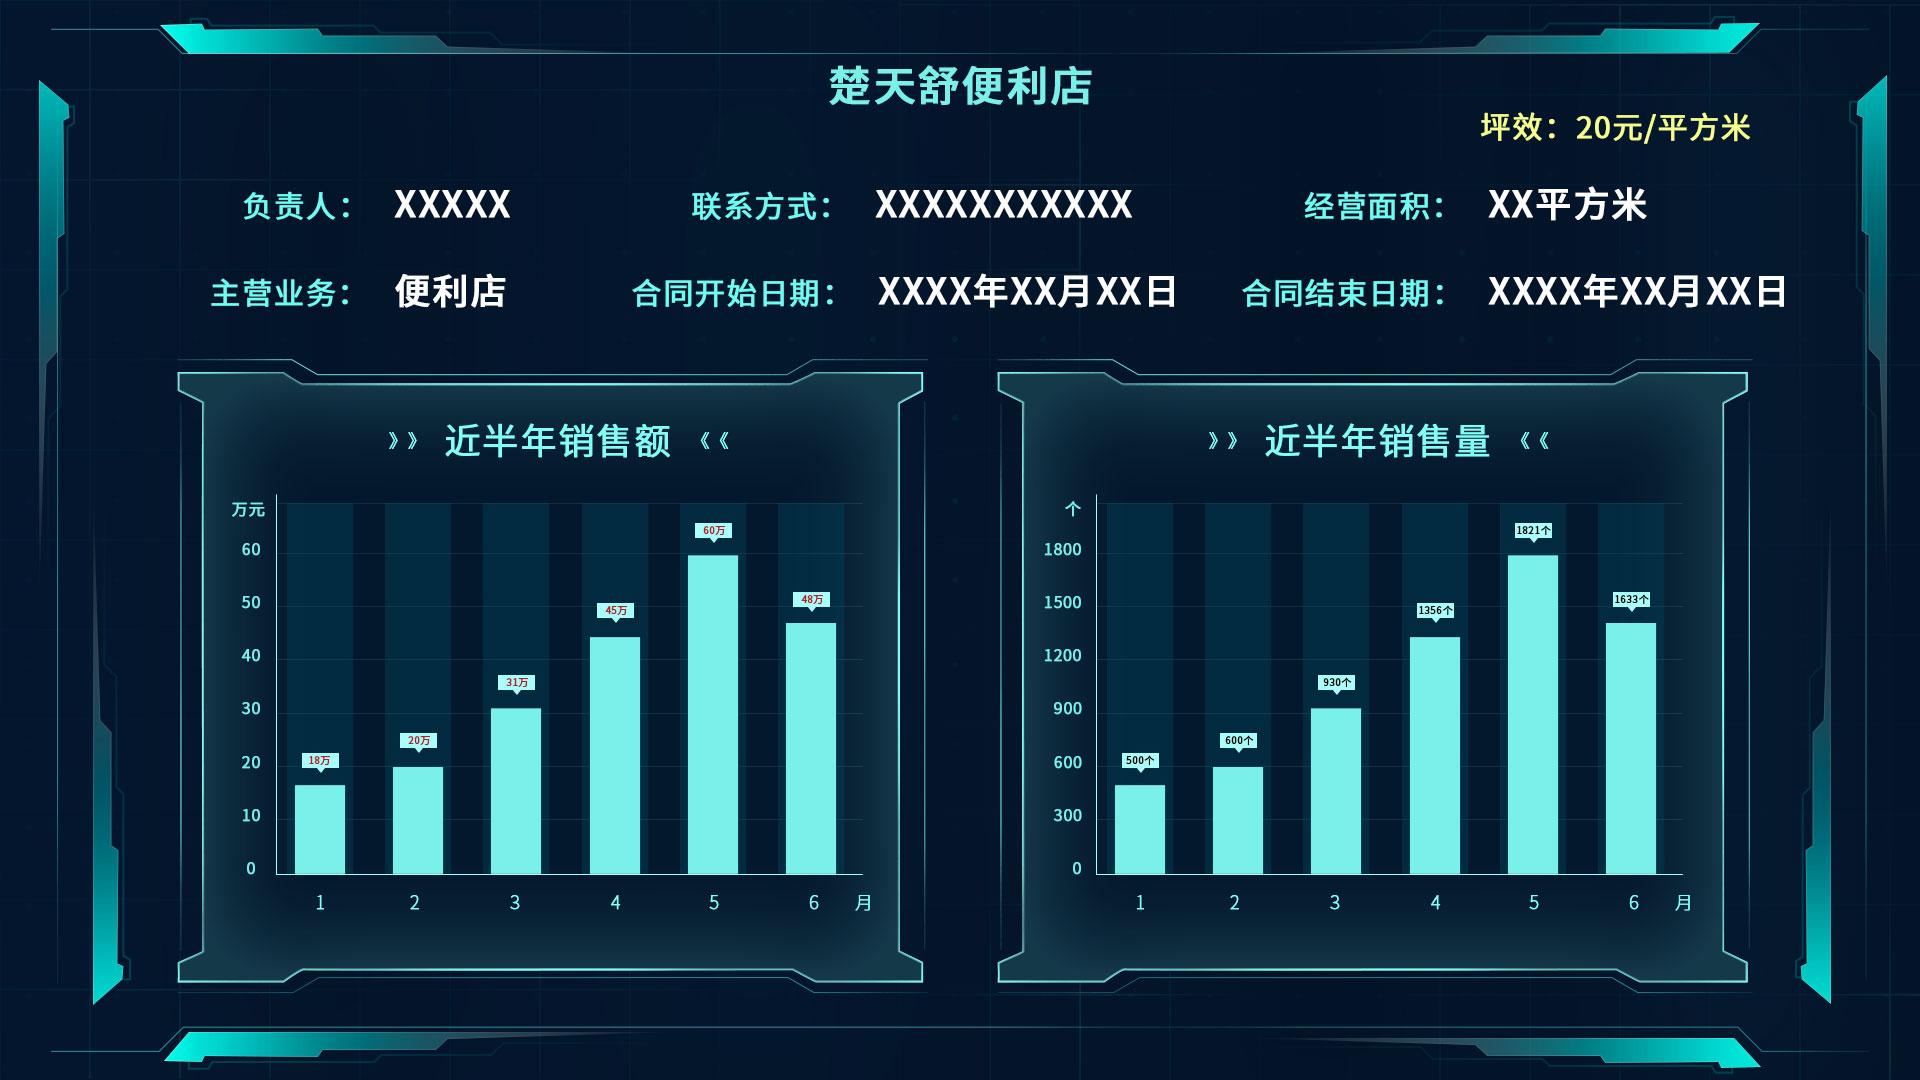 楚天舒便利店
坪效：20元/平方米
负责人： XXXXX
联系方式： XXXXXXXXXXX
经营面积： XX平方米
主营业务： 便利店
合同开始日期： XXXX年XX月XX日
合同结束日期： XXXX年XX月XX日
》》 近半年销售额 《《
万元
60
50
40
30
20
10
0
18万
20万
31万
45万
60万
48万
1 2 3 4 5 6 月
》》 近半年销售量 《《
个
1800
1500
1200
900
600
300
0
500个
600个
930个
1356个
1821个
1633个
1 2 3 4 5 6 月